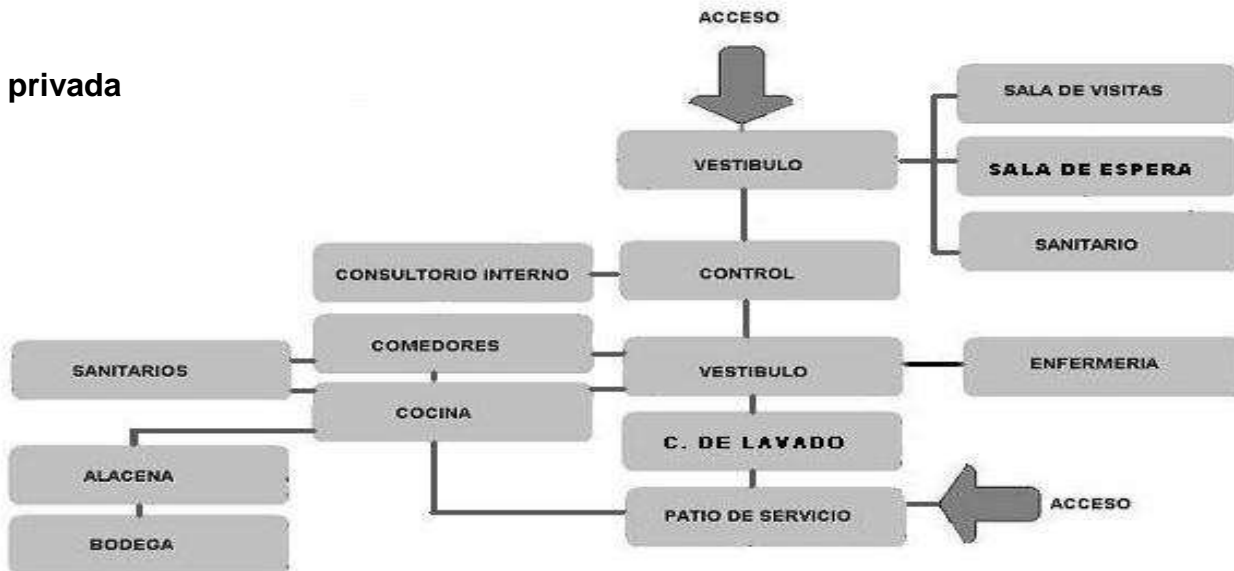 ACCESO
privada
SALA DE VISITAS
VESTIBULO
SALA DE ESPERA
SANITARIO
CONSULTORIO INTERNO
CONTROL
COMEDORES
SANITARIOS
VESTIBULO
ENFERMERIA
COCINA
C. DE LAVADO
ALACENA
PATIO DE SERVICIO
ACCESO
BODEGA